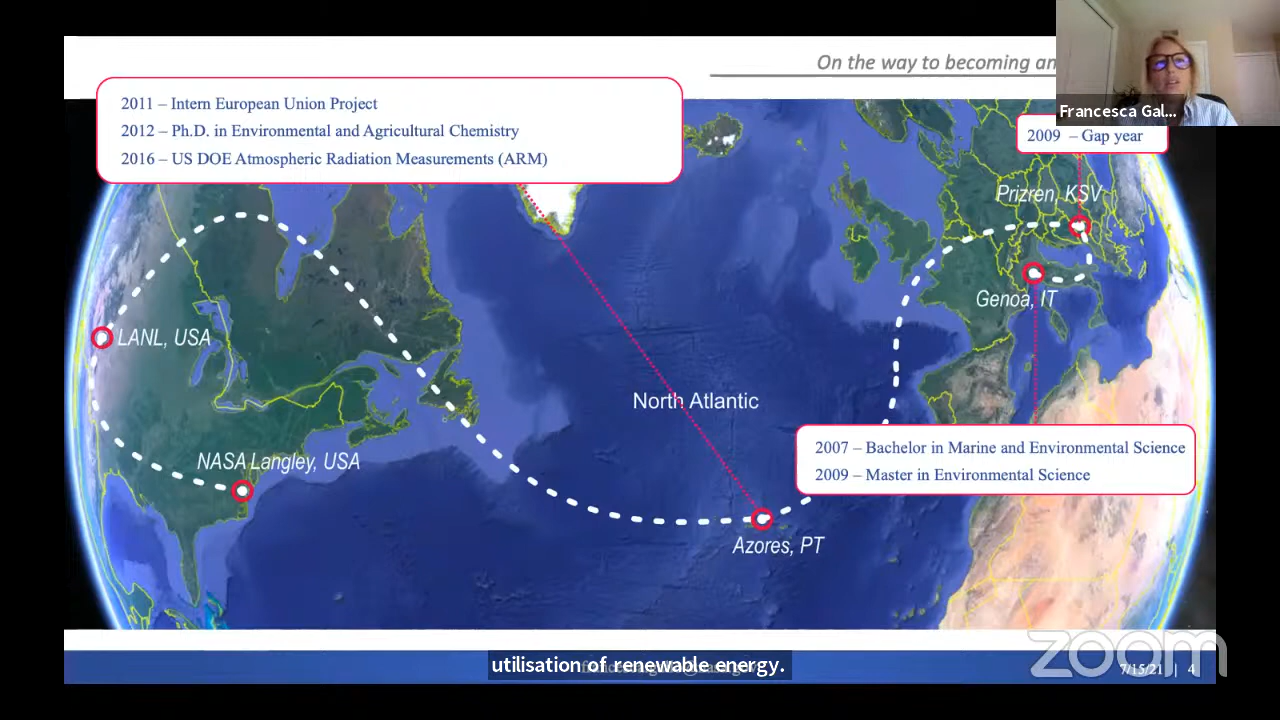 On the way to becoming an
Francesca Gal...
2011 – Intern European Union Project
2012 – Ph.D. in Environmental and Agricultural Chemistry
2016 – US DOE Atmospheric Radiation Measurements (ARM)
2009 – Gap year
Prizren, KSV
Genoa, IT
LANL, USA
North Atlantic
2007 – Bachelor in Marine and Environmental Science
2009 – Master in Environmental Science
NASA Langley, USA
Azores, PT
zoom
utilisation of renewable energy.
7/15/21 | 4